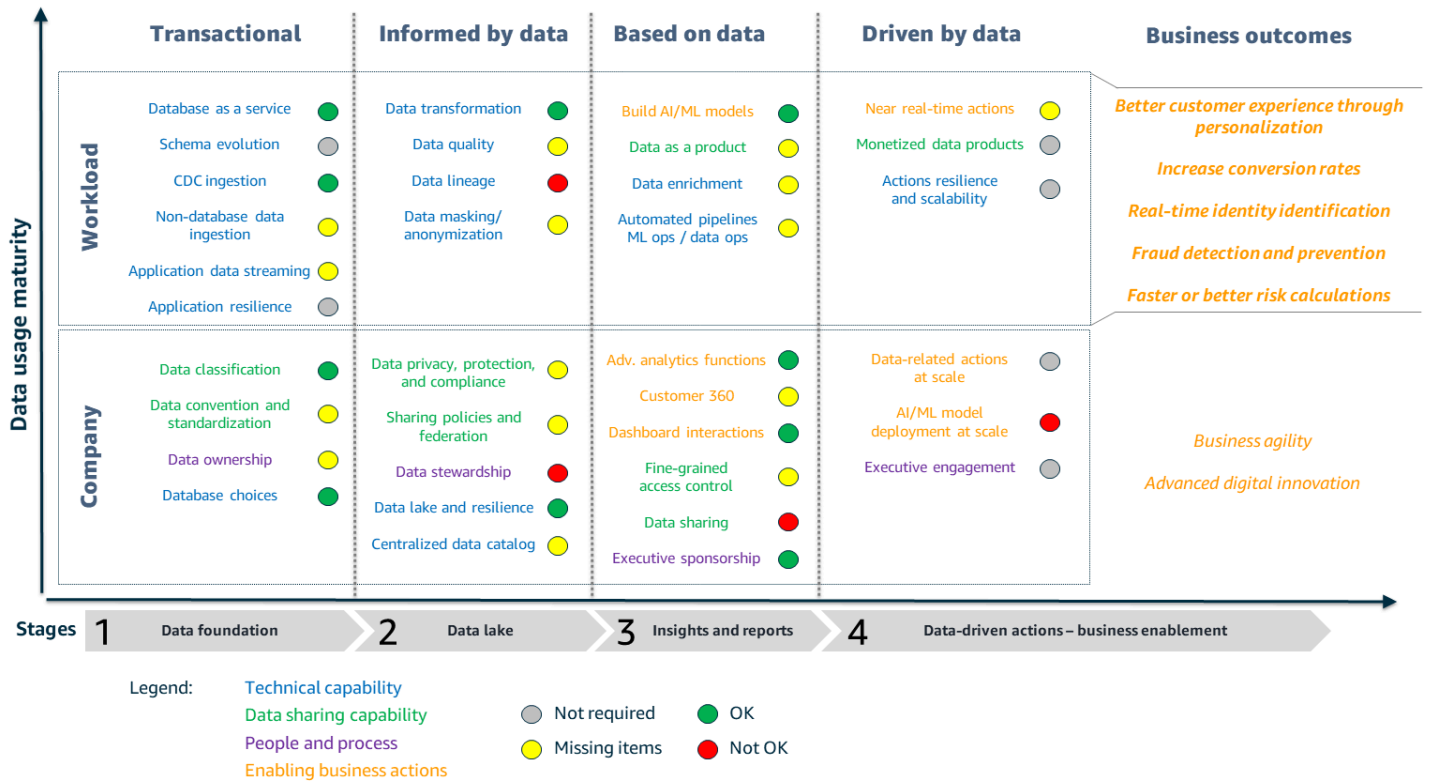 Transactional
Informed by data
Based on data
Driven by data
Business outcomes
Data usage maturity
Workload
Database as a service
Schema evolution
CDC ingestion
Non-database data
ingestion
Application data streaming
Application resilience
Data transformation
Data quality
Data lineage
Data masking/
anonymization
Build AI/ML models
Data as a product
Data enrichment
Automated pipelines
ML ops / data ops
Near real-time actions
Monetized data products
Actions resilience
and scalability
Better customer experience through
personalization
Increase conversion rates
Real-time identity identification
Fraud detection and prevention
Faster or better risk calculations
Company
Data classification
Data convention and
standardization
Data ownership
Database choices
Data privacy, protection,
and compliance
Sharing policies and
federation
Data stewardship
Data lake and resilience
Centralized data catalog
Adv. analytics functions
Customer 360
Dashboard interactions
Fine-grained
access control
Data sharing
Executive sponsorship
Data-related actions
at scale
AI/ML model
deployment at scale
Executive engagement
Business agility
Advanced digital innovation
Stages
1 Data foundation
2 Data lake
3 Insights and reports
4 Data-driven actions – business enablement
Legend:
Technical capability
Data sharing capability
People and process
Enabling business actions
Not required
OK
Missing items
Not OK